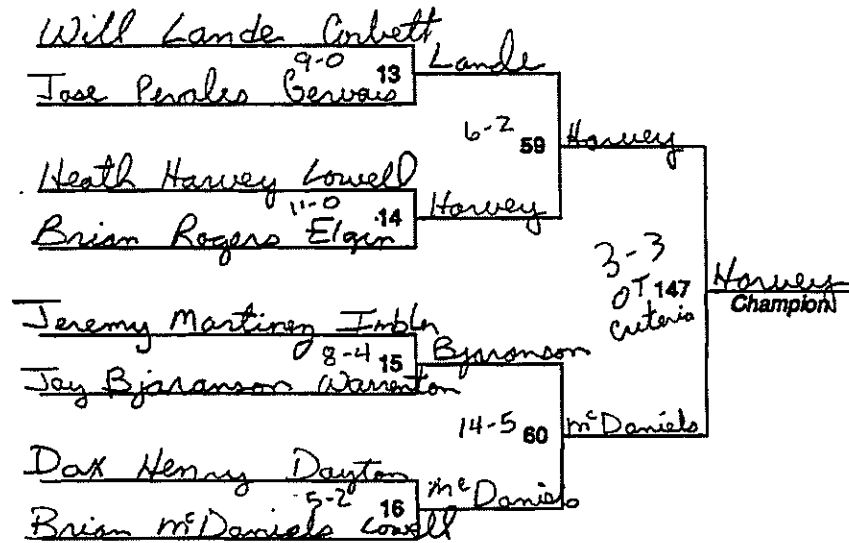 Will Lande Corbett
9-0 13 Lande
Jose Perales Gervais
6-2 59 Harvey
Heath Harvey Lowell
11-0 14 Harvey
Brian Rogers Elgin
3-3
OT 147 Harvey
criteria Champion
Jeremy Martinez Imbler
8-4 15 Bjaranson
Jay Bjaranson Warrenton
14-5 60 McDaniels
Dax Henry Dayton
5-2 16 McDaniels
Brian McDaniels Lowell